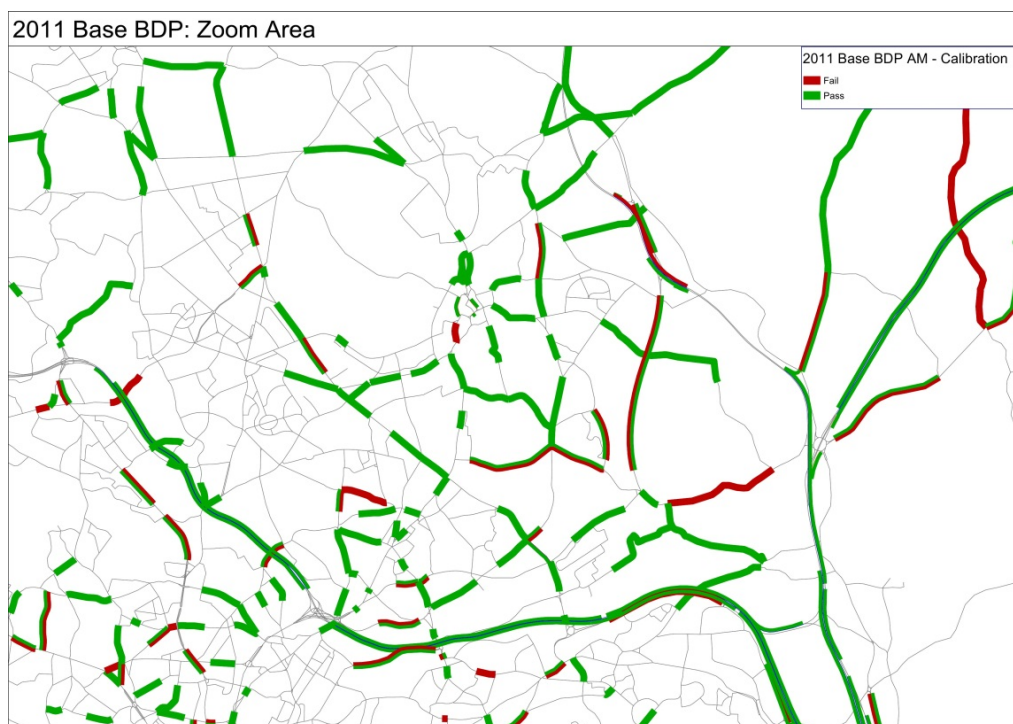 2011 Base BDP: Zoom Area
2011 Base BDP AM - Calibration
Fail
Pass